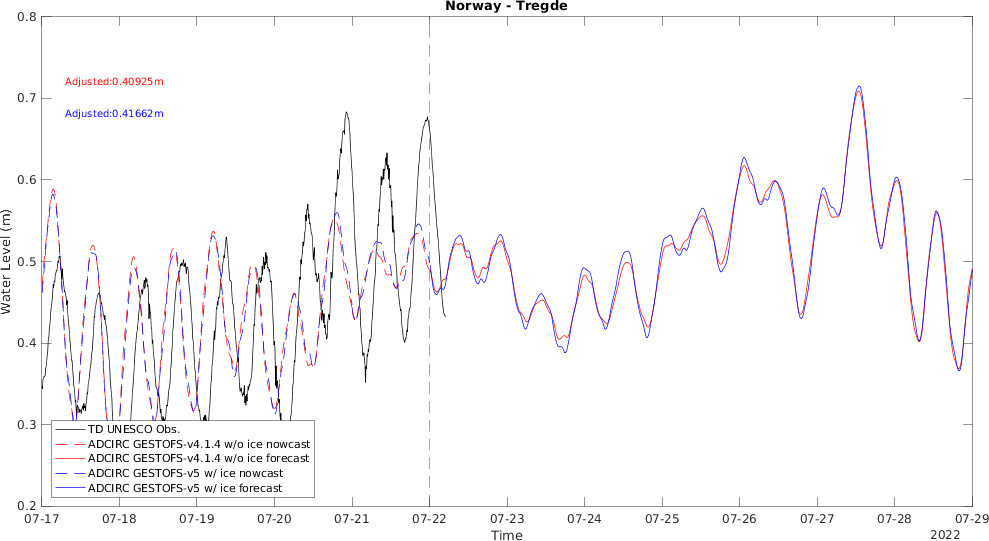 Norway - Tregde
0.8
Adjusted:0.40925m
0.7
Adjusted:0.41662m
0.6
0.5
Water Level (m)
0.4
0.3
TD UNESCO Obs.
ADCIRC GESTOFS-v4.1.4 w/o ice nowcast
ADCIRC GESTOFS-v4.1.4 w/o ice forecast
ADCIRC GESTOFS-v5 w/ ice nowcast
ADCIRC GESTOFS-v5 w/ ice forecast
0.2
07-17 07-18 07-19 07-20 07-21 07-22 07-23 07-24 07-25 07-26 07-27 07-28 07-29
Time
2022